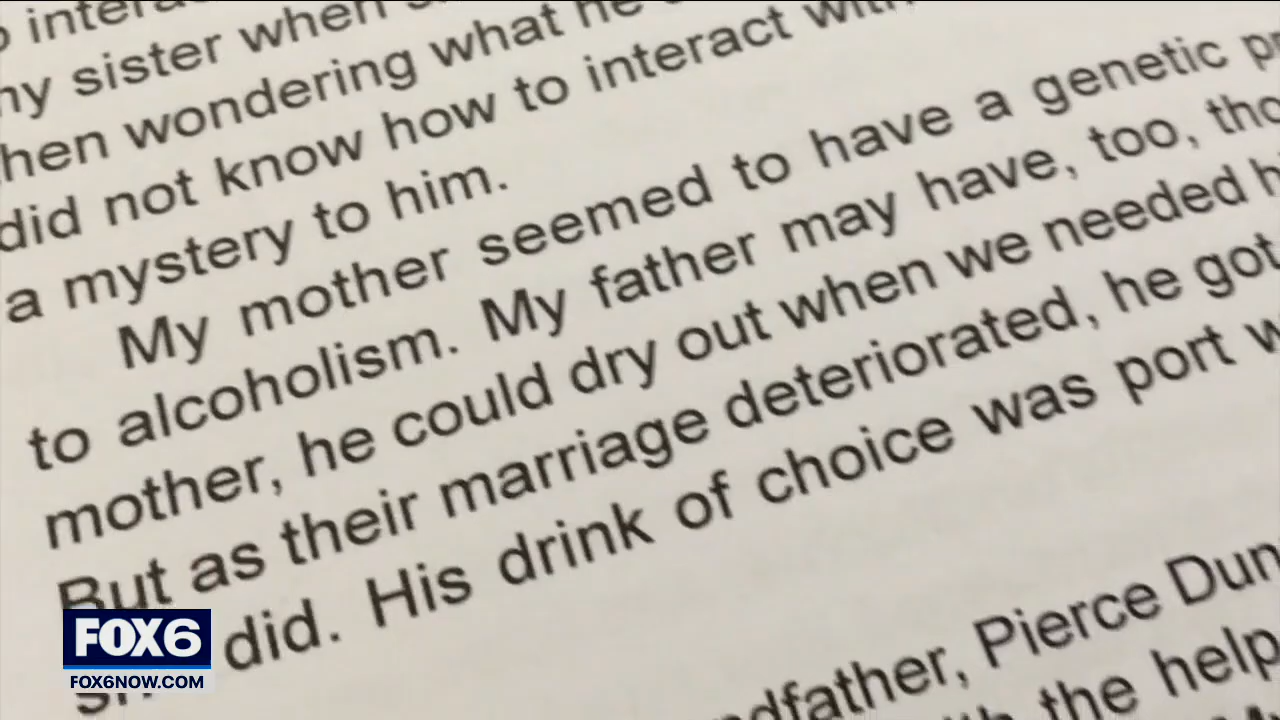 interac
my sister when
hen wondering what he
did not know how to interact with
a mystery to him.
My mother seemed to have a genetic
to alcoholism. My father may have, too,
mother, he could dry out when we needed
But as their marriage deteriorated, he got
did. His drink of choice was port
dfather, Pierce Dun
the help
FOX6
FOX6NOW.COM